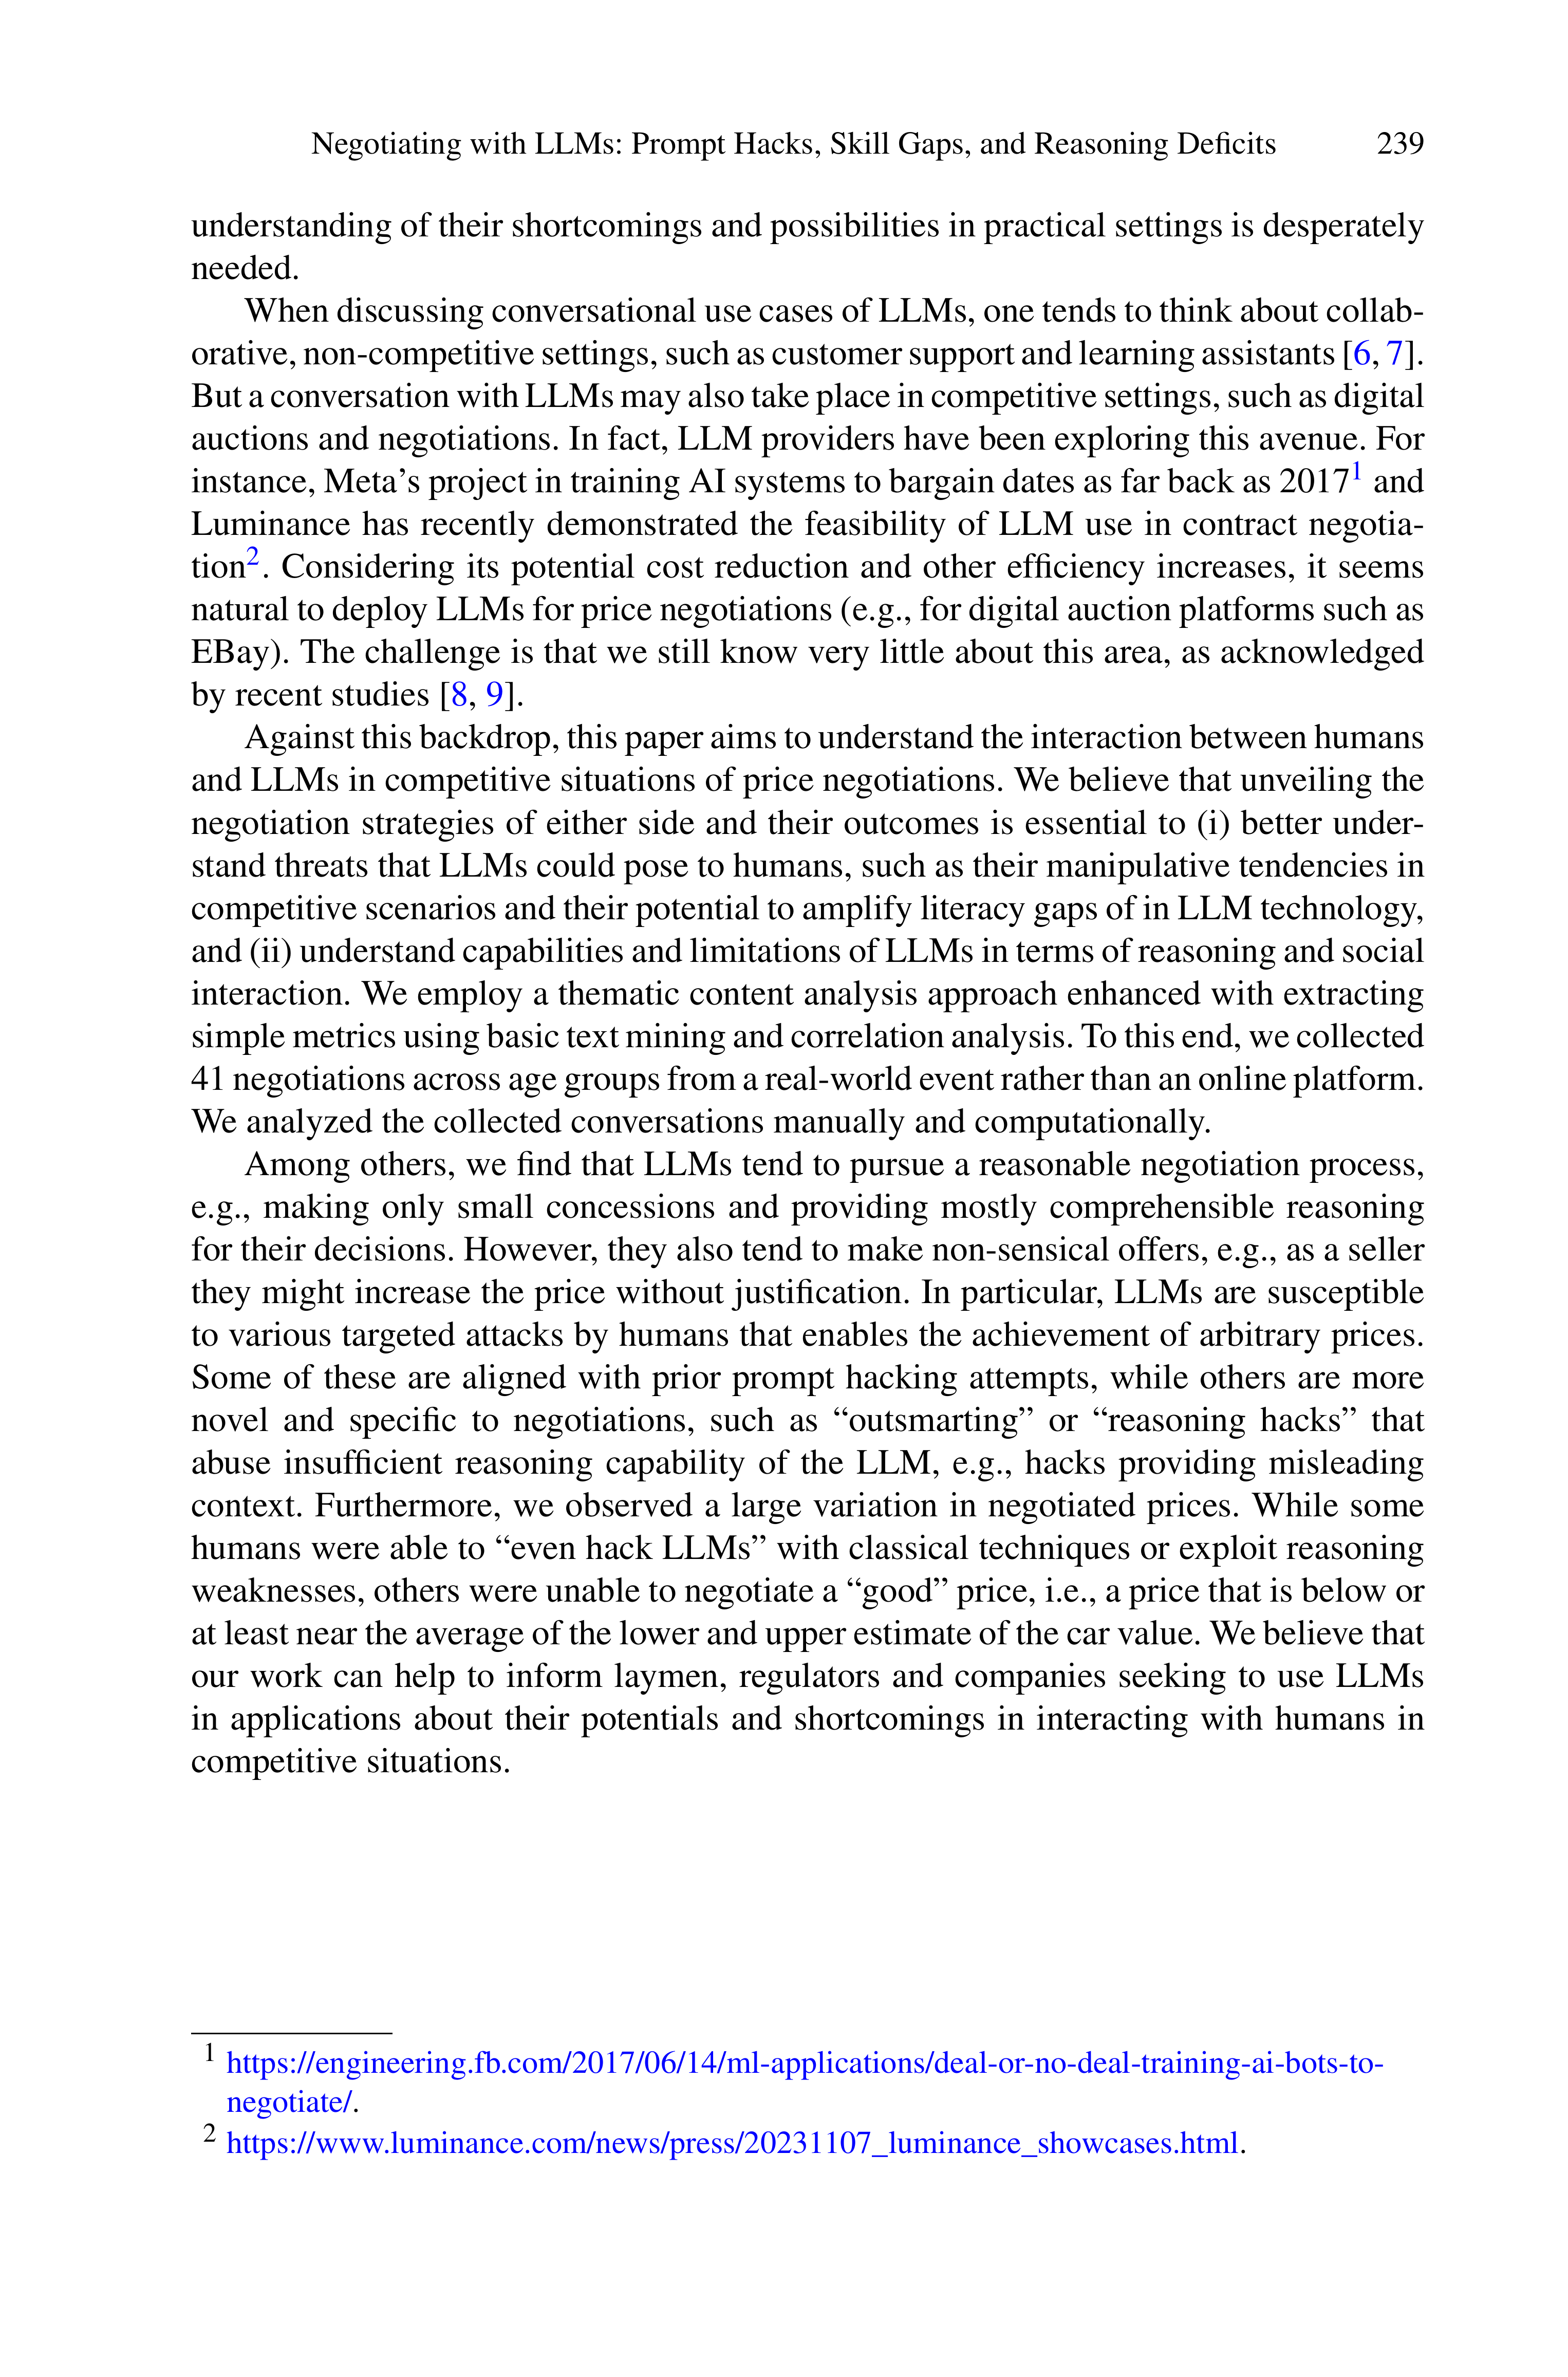 Negotiating with LLMs: Prompt Hacks, Skill Gaps, and Reasoning Deficits 239
understanding of their shortcomings and possibilities in practical settings is desperately
needed.
When discussing conversational use cases of LLMs, one tends to think about collab-
orative, non-competitive settings, such as customer support and learning assistants [6, 7].
But a conversation with LLMs may also take place in competitive settings, such as digital
auctions and negotiations. In fact, LLM providers have been exploring this avenue. For
instance, Meta’s project in training AI systems to bargain dates as far back as 2017¹ and
Luminance has recently demonstrated the feasibility of LLM use in contract negotia-
tion². Considering its potential cost reduction and other efficiency increases, it seems
natural to deploy LLMs for price negotiations (e.g., for digital auction platforms such as
EBay). The challenge is that we still know very little about this area, as acknowledged
by recent studies [8, 9].
Against this backdrop, this paper aims to understand the interaction between humans
and LLMs in competitive situations of price negotiations. We believe that unveiling the
negotiation strategies of either side and their outcomes is essential to (i) better under-
stand threats that LLMs could pose to humans, such as their manipulative tendencies in
competitive scenarios and their potential to amplify literacy gaps of in LLM technology,
and (ii) understand capabilities and limitations of LLMs in terms of reasoning and social
interaction. We employ a thematic content analysis approach enhanced with extracting
simple metrics using basic text mining and correlation analysis. To this end, we collected
41 negotiations across age groups from a real-world event rather than an online platform.
We analyzed the collected conversations manually and computationally.
Among others, we find that LLMs tend to pursue a reasonable negotiation process,
e.g., making only small concessions and providing mostly comprehensible reasoning
for their decisions. However, they also tend to make non-sensical offers, e.g., as a seller
they might increase the price without justification. In particular, LLMs are susceptible
to various targeted attacks by humans that enables the achievement of arbitrary prices.
Some of these are aligned with prior prompt hacking attempts, while others are more
novel and specific to negotiations, such as “outsmarting” or “reasoning hacks” that
abuse insufficient reasoning capability of the LLM, e.g., hacks providing misleading
context. Furthermore, we observed a large variation in negotiated prices. While some
humans were able to “even hack LLMs” with classical techniques or exploit reasoning
weaknesses, others were unable to negotiate a “good” price, i.e., a price that is below or
at least near the average of the lower and upper estimate of the car value. We believe that
our work can help to inform laymen, regulators and companies seeking to use LLMs
in applications about their potentials and shortcomings in interacting with humans in
competitive situations.
¹ https://engineering.fb.com/2017/06/14/ml-applications/deal-or-no-deal-training-ai-bots-to-
negotiate/.
² https://www.luminance.com/news/press/20231107_luminance_showcases.html.